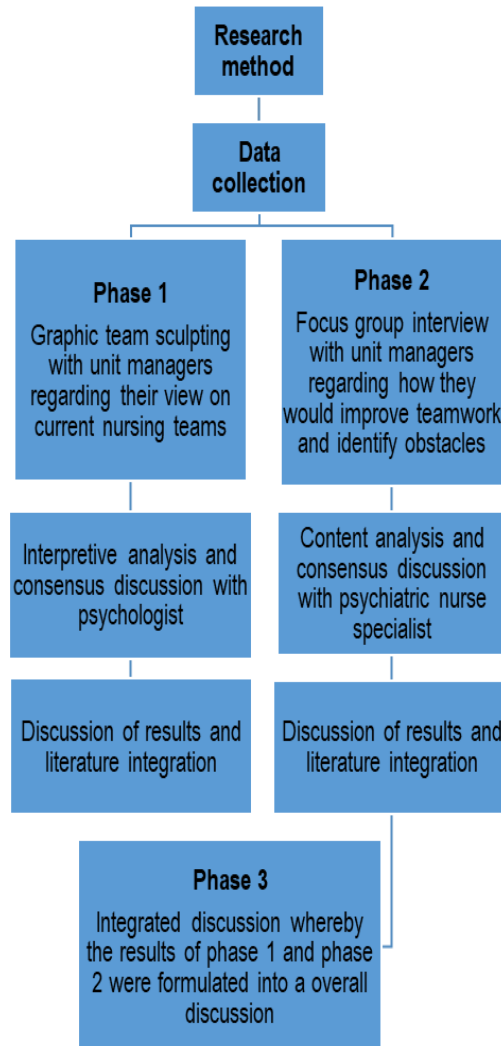 Research
method
Data
collection
Phase 1
Graphic team sculpting
with unit managers
regarding their view on
current nursing teams
Phase 2
Focus group interview
with unit managers
regarding how they
would improve teamwork
and identify obstacles
Interpretive analysis and
consensus discussion with
psychologist
Content analysis and
consensus discussion
with psychiatric nurse
specialist
Discussion of results and
literature integration
Discussion of results and
literature integration
Phase 3
Integrated discussion whereby
the results of phase 1 and phase
2 were formulated into a overall
discussion